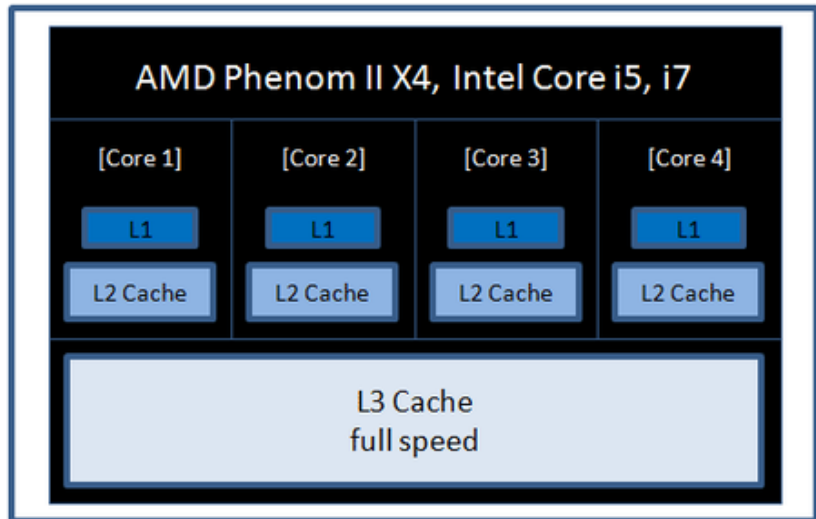 AMD Phenom II X4, Intel Core i5, i7
[Core 1] [Core 2] [Core 3] [Core 4]
L1 L1 L1 L1
L2 Cache L2 Cache L2 Cache L2 Cache
L3 Cache
full speed